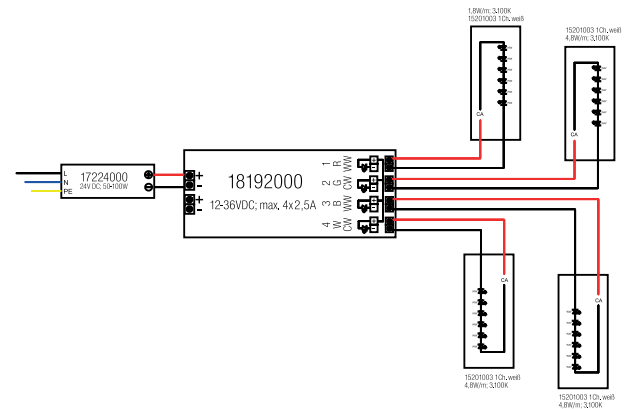 1,8W/m; 3.100K
15201003 1Ch. weiß
15201003 1Ch. weiß
4,8W/m; 3,100K
CA
CA
L
N
PE
17224000
24V DC; 50-100W
+
-
+
-
18192000
12-36VDC; max. 4x2,5A
1 R WW
2 G CW
3 B WW
4 W CW
CA
CA
15201003 1Ch. weiß
4,8W/m; 3,100K
15201003 1Ch. weiß
4,8W/m; 3,100K